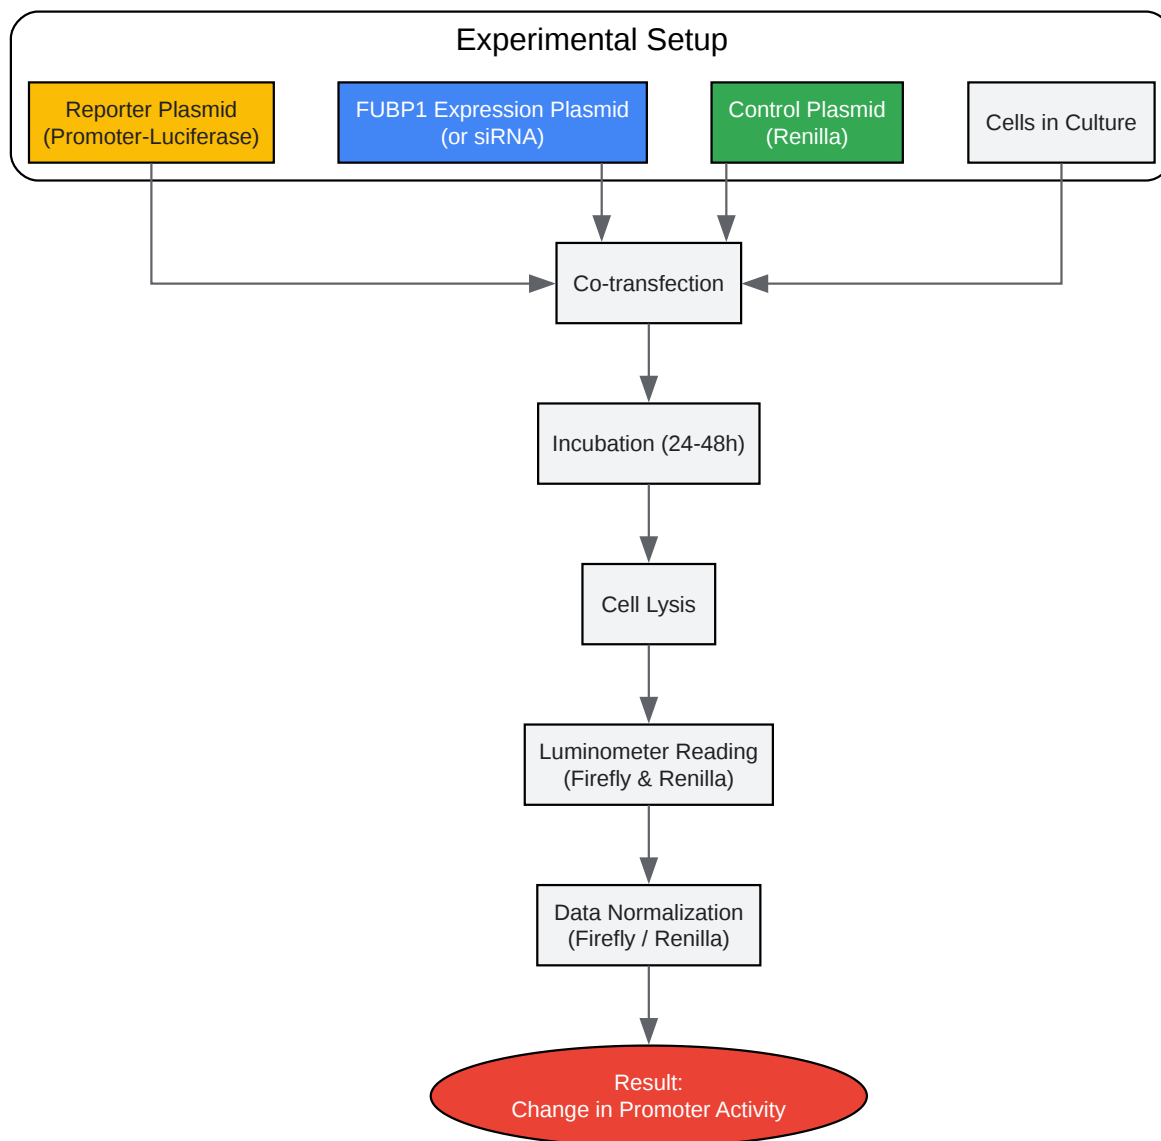 Experimental Setup
Reporter Plasmid
(Promoter-Luciferase)
FUBP1 Expression Plasmid
(or siRNA)
Control Plasmid
(Renilla)
Cells in Culture
Co-transfection
Incubation (24-48h)
Cell Lysis
Luminometer Reading
(Firefly & Renilla)
Data Normalization
(Firefly / Renilla)
Result:
Change in Promoter Activity